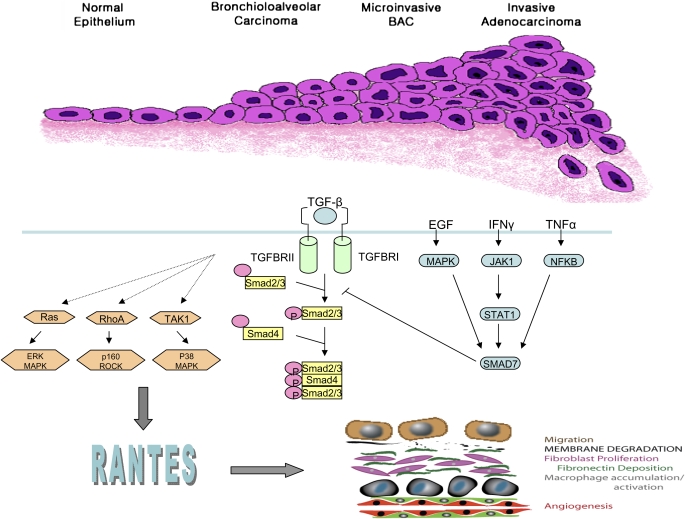 Normal
Epithelium
Bronchioloalveolar
Carcinoma
Microinvasive
BAC
Invasive
Adenocarcinoma
TGF-β
TGFBRII
TGFBRI
EGF
IFNγ
TNFα
MAPK
JAK1
NFKB
STAT1
SMAD7
Smad2/3
P
Smad2/3
Smad4
P
Smad2/3
P
Smad4
P
Smad2/3
Ras
RhoA
TAK1
ERK
MAPK
p160
ROCK
P38
MAPK
RANTES
Migration
MEMBRANE DEGRADATION
Fibroblast Proliferation
Fibronectin Deposition
Macrophage accumulation/
activation
Angiogenesis